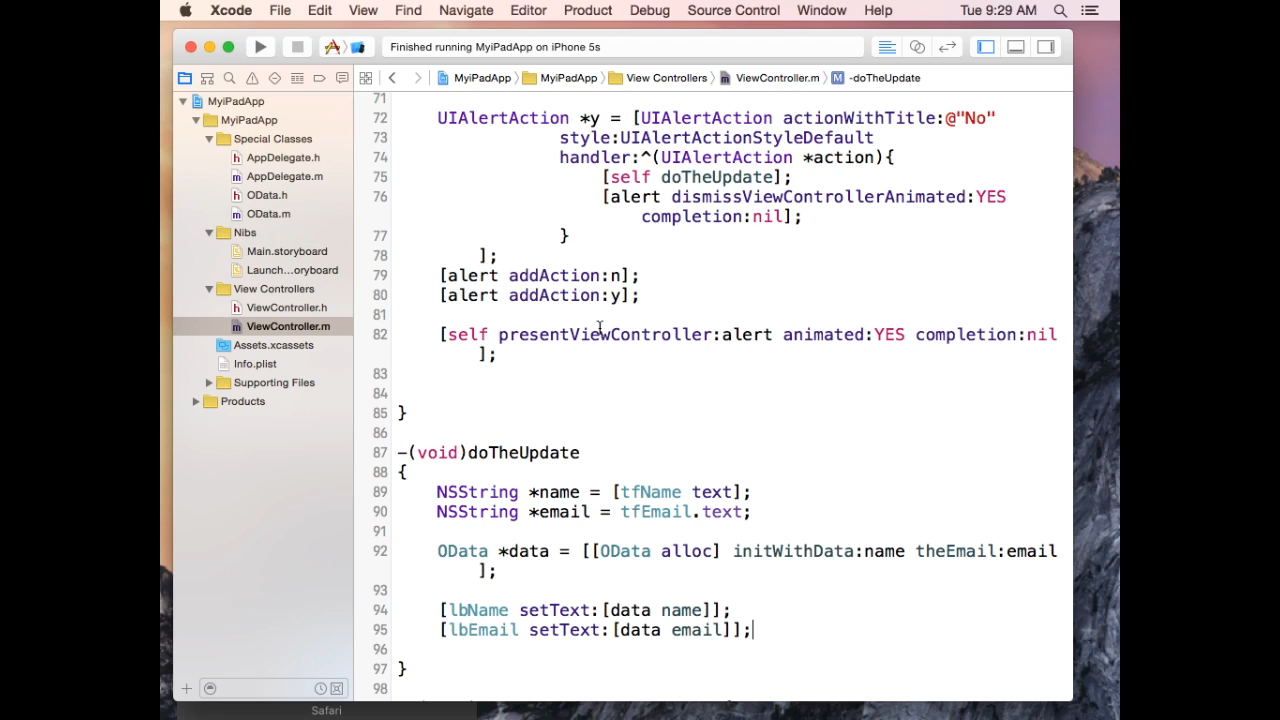 Xcode File Edit View Find Navigate Editor Product Debug Source Control Window Help Tue 9:29 AM
Finished running MyiPadApp on iPhone 5s
MyiPadApp MyiPadApp View Controllers ViewController.m M -doTheUpdate
MyiPadApp
MyiPadApp
Special Classes
h AppDelegate.h
m AppDelegate.m
h OData.h
m OData.m
Nibs
Main.storyboard
Launch...oryboard
View Controllers
h ViewController.h
m ViewController.m
Assets.xcassets
Info.plist
Supporting Files
Products
71
72 UIAlertAction *y = [UIAlertAction actionWithTitle:@"No"
73 style:UIAlertActionStyleDefault
74 handler:^(UIAlertAction *action){
75 [self doTheUpdate];
76 [alert dismissViewControllerAnimated:YES
completion:nil];
77 }
78 ];
79 [alert addAction:n];
80 [alert addAction:y];
81
82 [self presentViewController:alert animated:YES completion:nil
];
83
84
85 }
86
87 -(void)doTheUpdate
88 {
89 NSString *name = [tfName text];
90 NSString *email = tfEmail.text;
91
92 OData *data = [[OData alloc] initWithData:name theEmail:email
];
93
94 [lbName setText:[data name]];
95 [lbEmail setText:[data email]];
96
97 }
98
Safari